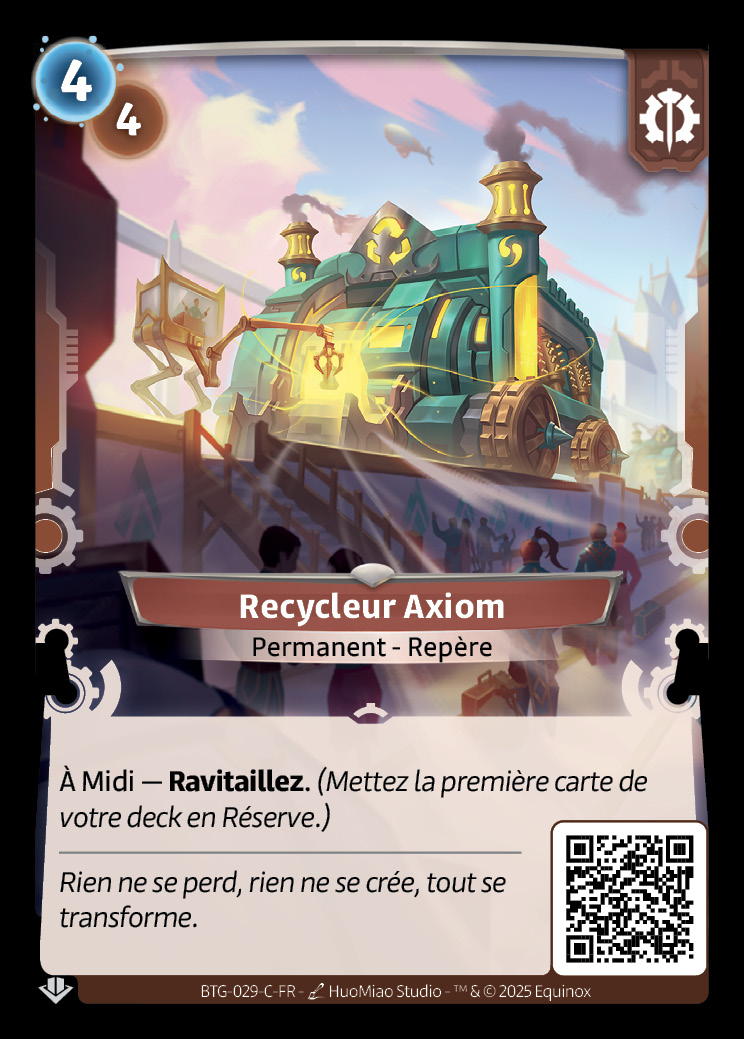 4
4
Recycleur Axiom
Permanent - Repère
À Midi — Ravitaillez. (Mettez la première carte de
votre deck en Réserve.)
Rien ne se perd, rien ne se crée, tout se
transforme.
BTG-029-C-FR - HuoMiao Studio - ™ & © 2025 Equinox